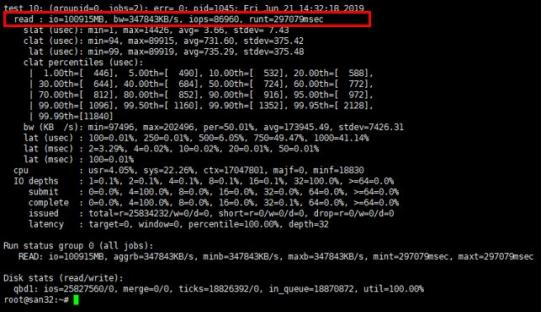 test 10: (groupid=0, jobs=2): err= 0: pid=1045: Fri Jun 21 14:32:18 2019
read : io=100915MB, bw=347843KB/s, iops=86960, runt=297079msec
slat (usec): min=1, max=14426, avg= 3.66, stdev= 7.43
clat (usec): min=94, max=89915, avg=731.60, stdev=375.42
lat (usec): min=99, max=89919, avg=735.29, stdev=375.48
clat percentiles (usec):
| 1.00th=[ 446], 5.00th=[ 490], 10.00th=[ 532], 20.00th=[ 588],
| 30.00th=[ 644], 40.00th=[ 684], 50.00th=[ 724], 60.00th=[ 772],
| 70.00th=[ 812], 80.00th=[ 852], 90.00th=[ 916], 95.00th=[ 972],
| 99.00th=[ 1096], 99.50th=[ 1160], 99.90th=[ 1352], 99.95th=[ 2128],
| 99.99th=[11840]
bw (KB /s): min=97496, max=202496, per=50.01%, avg=173945.49, stdev=7426.31
lat (usec) : 100=0.01%, 250=0.01%, 500=6.05%, 750=49.47%, 1000=41.14%
lat (msec) : 2=3.29%, 4=0.02%, 10=0.02%, 20=0.01%, 50=0.01%
lat (msec) : 100=0.01%
cpu : usr=4.05%, sys=22.26%, ctx=17047801, majf=0, minf=18830
IO depths : 1=0.1%, 2=0.1%, 4=0.1%, 8=0.1%, 16=0.1%, 32=100.0%, >=64=0.0%
submit : 0=0.0%, 4=100.0%, 8=0.0%, 16=0.0%, 32=0.0%, 64=0.0%, >=64=0.0%
complete : 0=0.0%, 4=100.0%, 8=0.0%, 16=0.0%, 32=0.1%, 64=0.0%, >=64=0.0%
issued : total=r=25834232/w=0/d=0, short=r=0/w=0/d=0, drop=r=0/w=0/d=0
latency : target=0, window=0, percentile=100.00%, depth=32
Run status group 0 (all jobs):
READ: io=100915MB, aggrb=347843KB/s, minb=347843KB/s, maxb=347843KB/s, mint=297079msec, maxt=297079msec
Disk stats (read/write):
qbd1: ios=25827560/0, merge=0/0, ticks=18826392/0, in_queue=18870872, util=100.00%
root@san32:~#